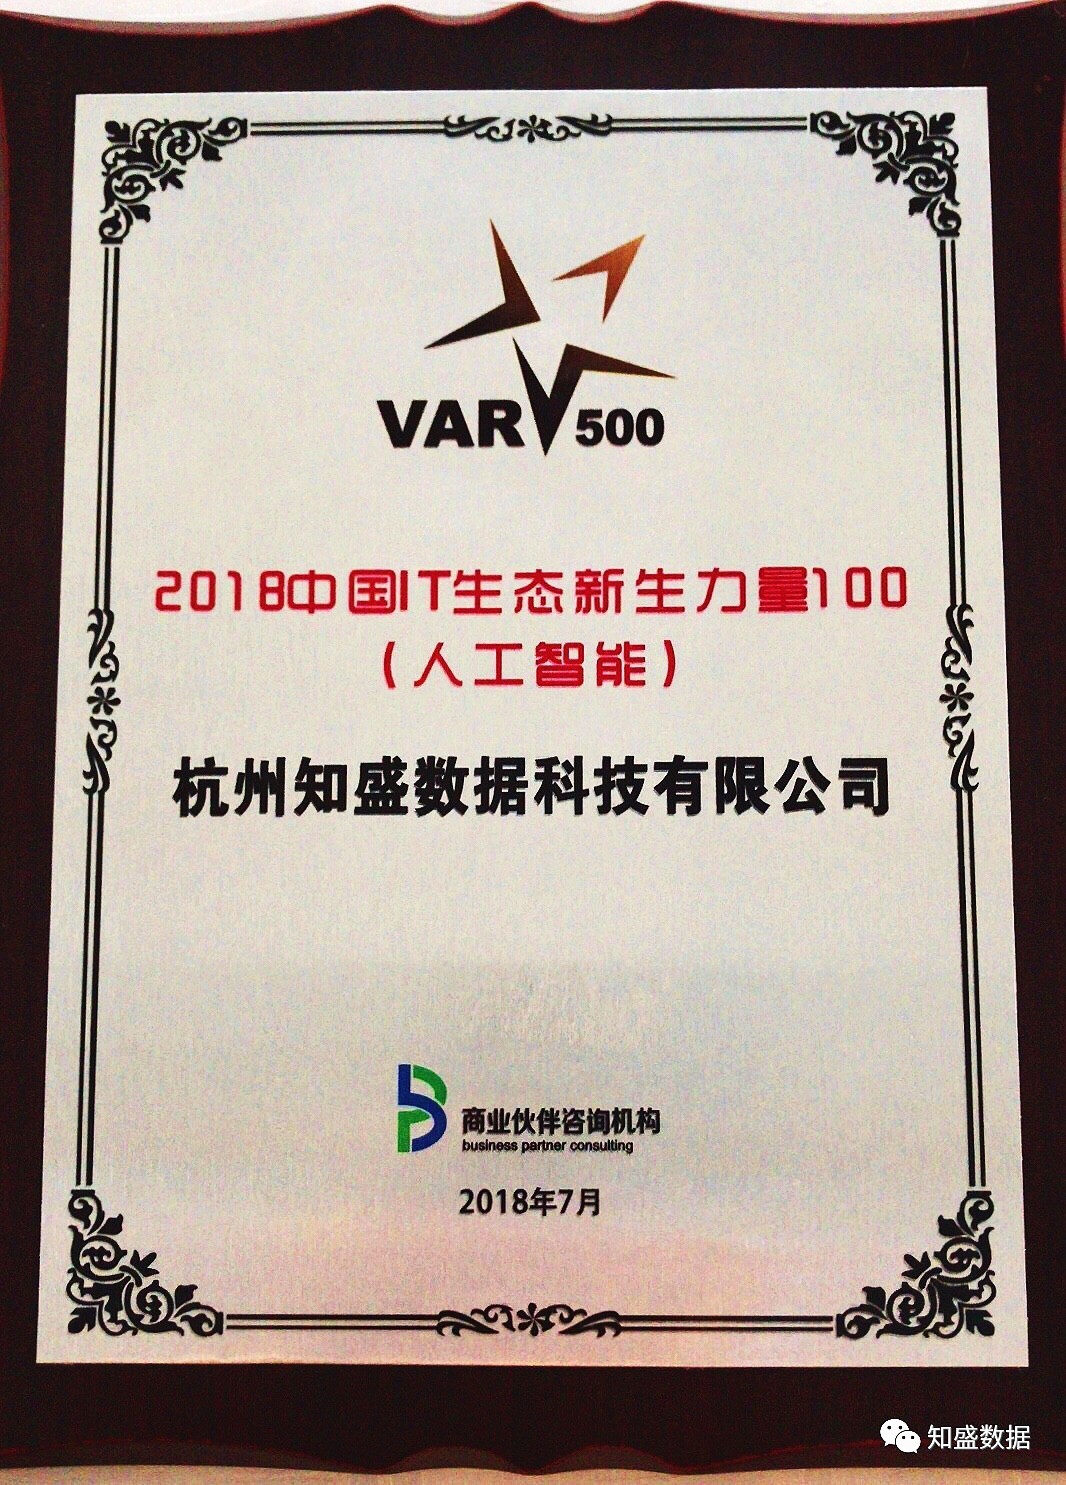 VAR 500
2018中国IT生态新生力量100
（人工智能）
杭州知盛数据科技有限公司
商业伙伴咨询机构
business partner consulting
2018年7月
知盛数据